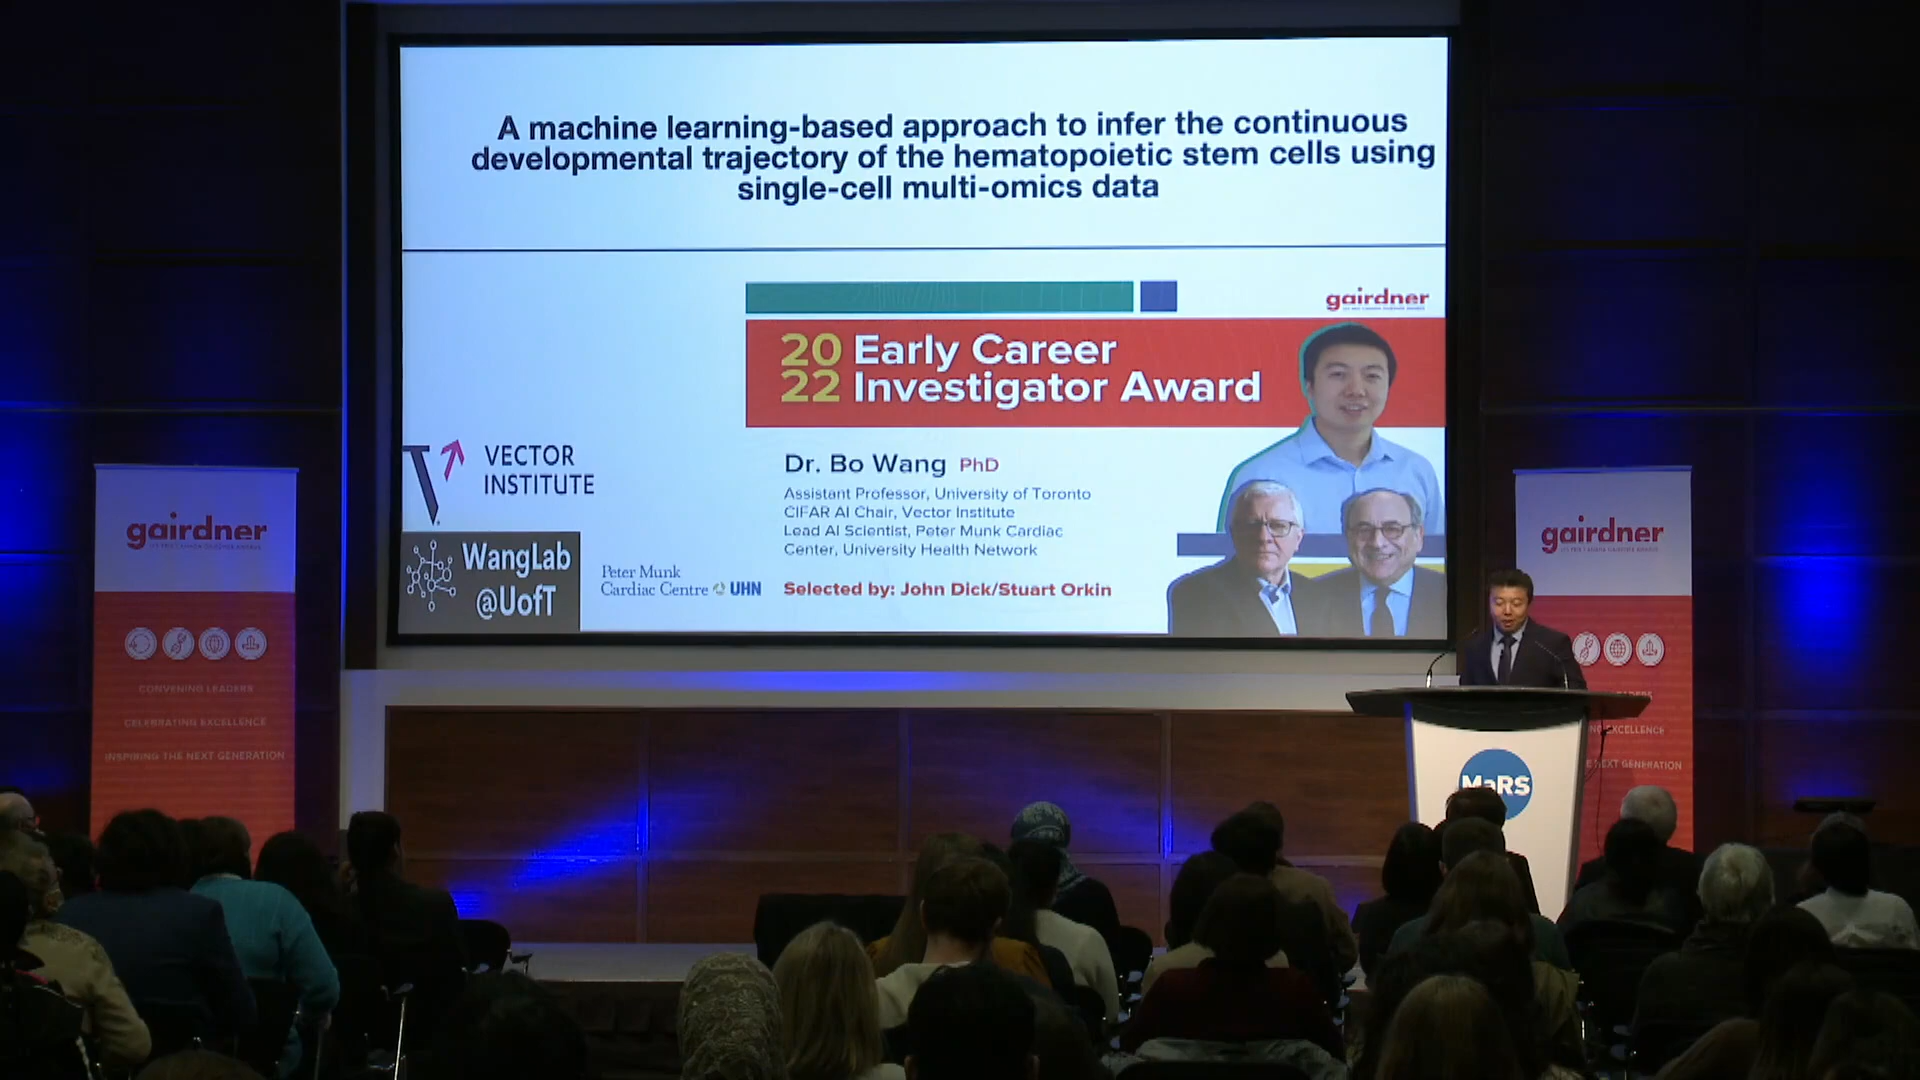 A machine learning-based approach to infer the continuous
developmental trajectory of the hematopoietic stem cells using
single-cell multi-omics data
gairdner
20 Early Career
22 Investigator Award
VECTOR
INSTITUTE
Dr. Bo Wang PhD
Assistant Professor, University of Toronto
CIFAR AI Chair, Vector Institute
Lead AI Scientist, Peter Munk Cardiac
Center, University Health Network
Selected by: John Dick/Stuart Orkin
WangLab
@UofT
Peter Munk
Cardiac Centre UHN
gairdner
CONVENING LEADERS
CELEBRATING EXCELLENCE
INSPIRING THE NEXT GENERATION
gairdner
EXCELLENCE
NEXT GENERATION
MaRS